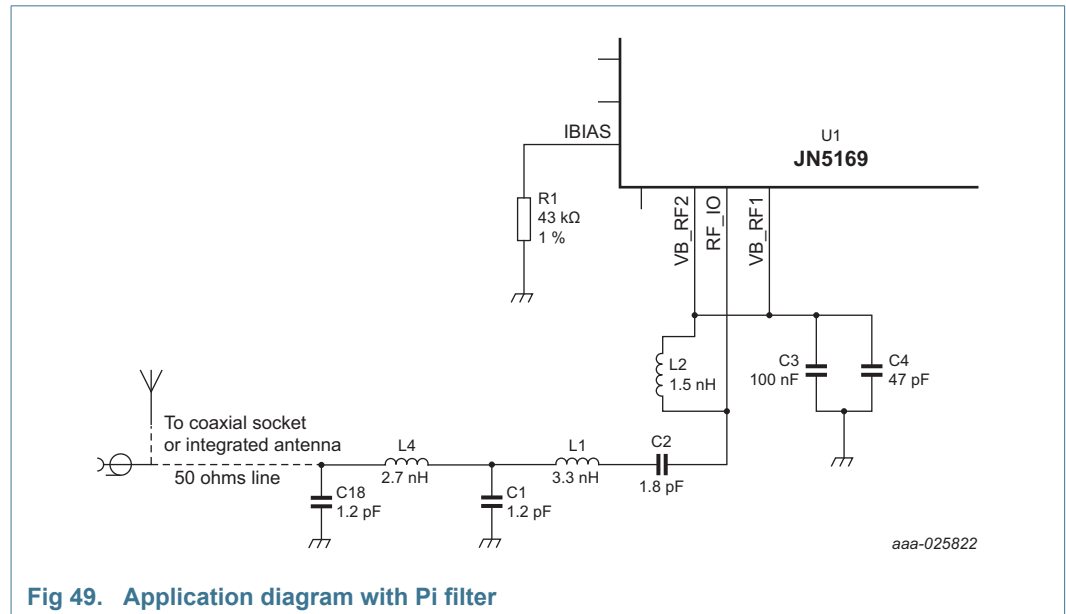 U1
JN5169
IBIAS
R1
43 kΩ
1 %
VB_RF2
RF_IO
VB_RF1
L2
1.5 nH
C3
100 nF
C4
47 pF
To coaxial socket
or integrated antenna
50 ohms line
L4
2.7 nH
L1
3.3 nH
C2
1.8 pF
C18
1.2 pF
C1
1.2 pF
aaa-025822
Fig 49. Application diagram with Pi filter